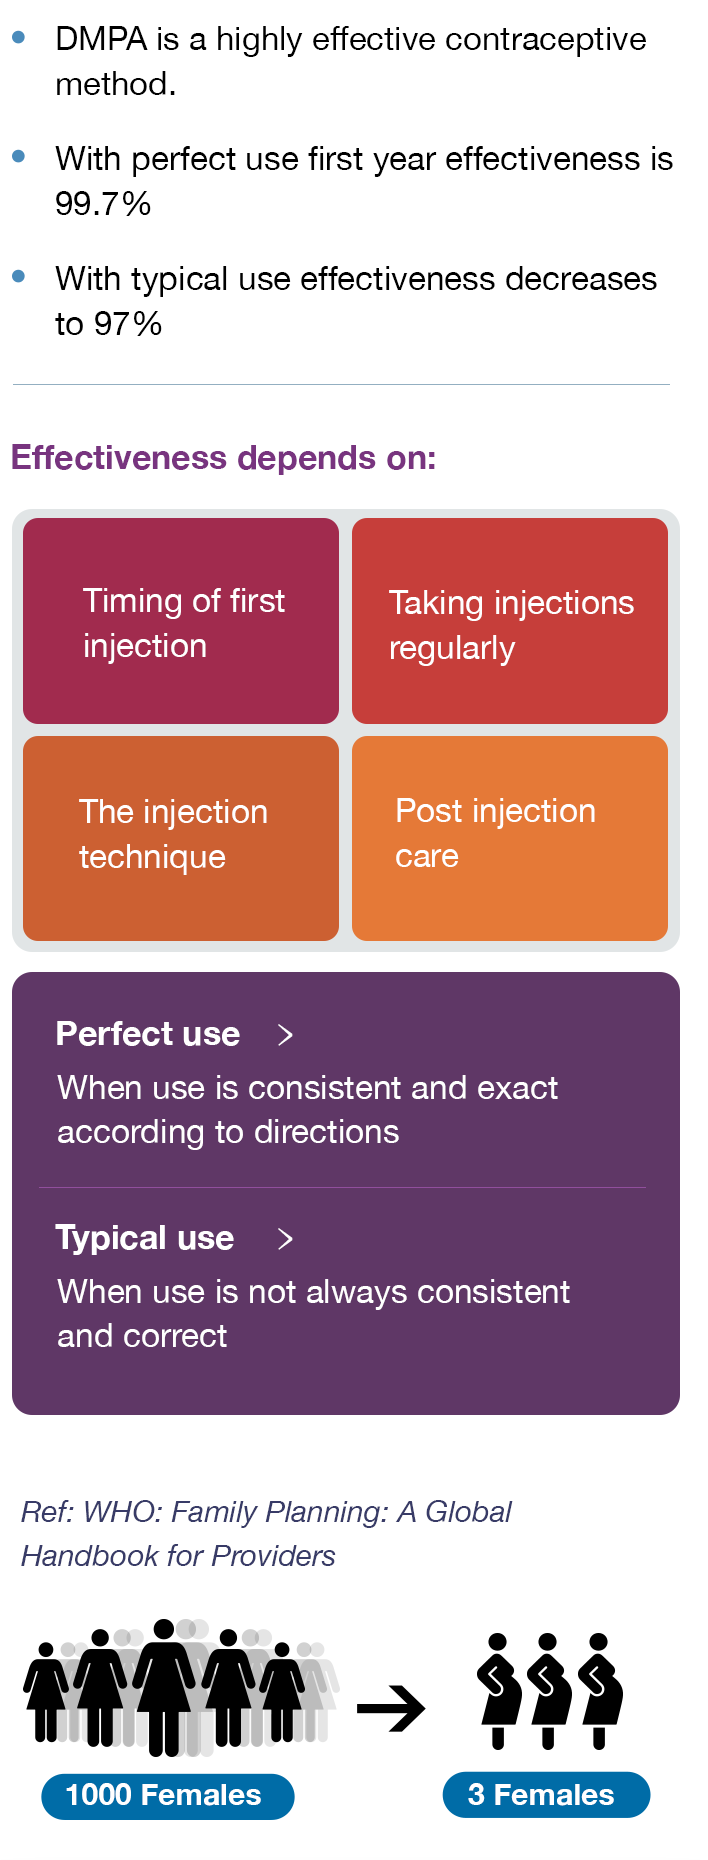 DMPA is a highly effective contraceptive
method.
With perfect use first year effectiveness is
99.7%
With typical use effectiveness decreases
to 97%
Effectiveness depends on:
Timing of first
injection
Taking injections
regularly
The injection
technique
Post injection
care
Perfect use >
When use is consistent and exact
according to directions
Typical use >
When use is not always consistent
and correct
Ref: WHO: Family Planning: A Global
Handbook for Providers
1000 Females
3 Females